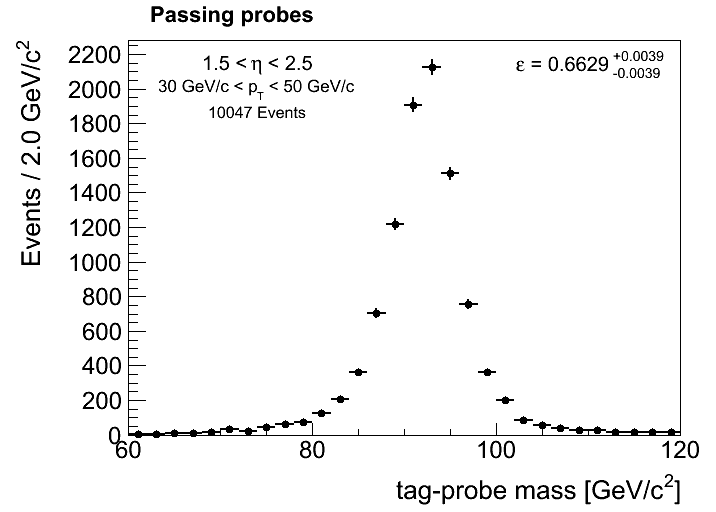 Passing probes
1.5 < η < 2.5
30 GeV/c < p_T < 50 GeV/c
10047 Events
ε = 0.6629 +0.0039 -0.0039
Events / 2.0 GeV/c²
2200
2000
1800
1600
1400
1200
1000
800
600
400
200
0
60 80 100 120
tag-probe mass [GeV/c²]